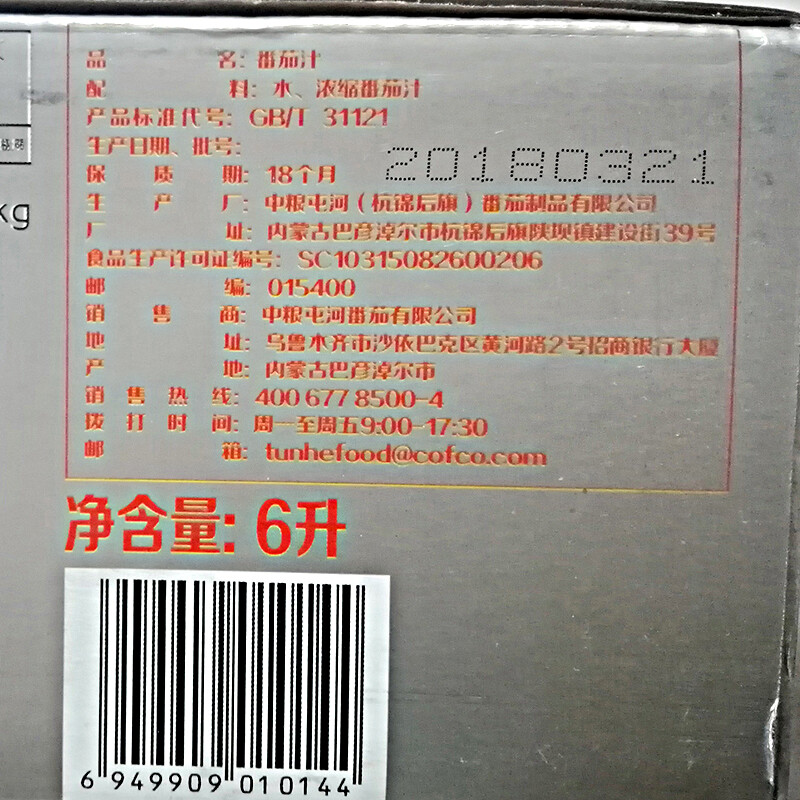 品 名：番茄汁
配 料：水、浓缩番茄汁
产品标准代号：GB/T 31121
生产日期、批号：20180321
保 质 期：18个月
生 产 厂：中粮屯河（杭锦后旗）番茄制品有限公司
厂 址：内蒙古巴彦淖尔市杭锦后旗陕坝镇建设街39号
食品生产许可证编号：SC10315082600206
邮 编：015400
销 售 商：中粮屯河番茄有限公司
地 址：乌鲁木齐市沙依巴克区黄河路2号招商银行大厦
产 地：内蒙古巴彦淖尔市
销 售 热 线：400 677 8500-4
拨 打 时 间：周一至周五9:00-17:30
邮 箱：tunhefood@cofco.com
kg
净含量：6升
6 949909 010144